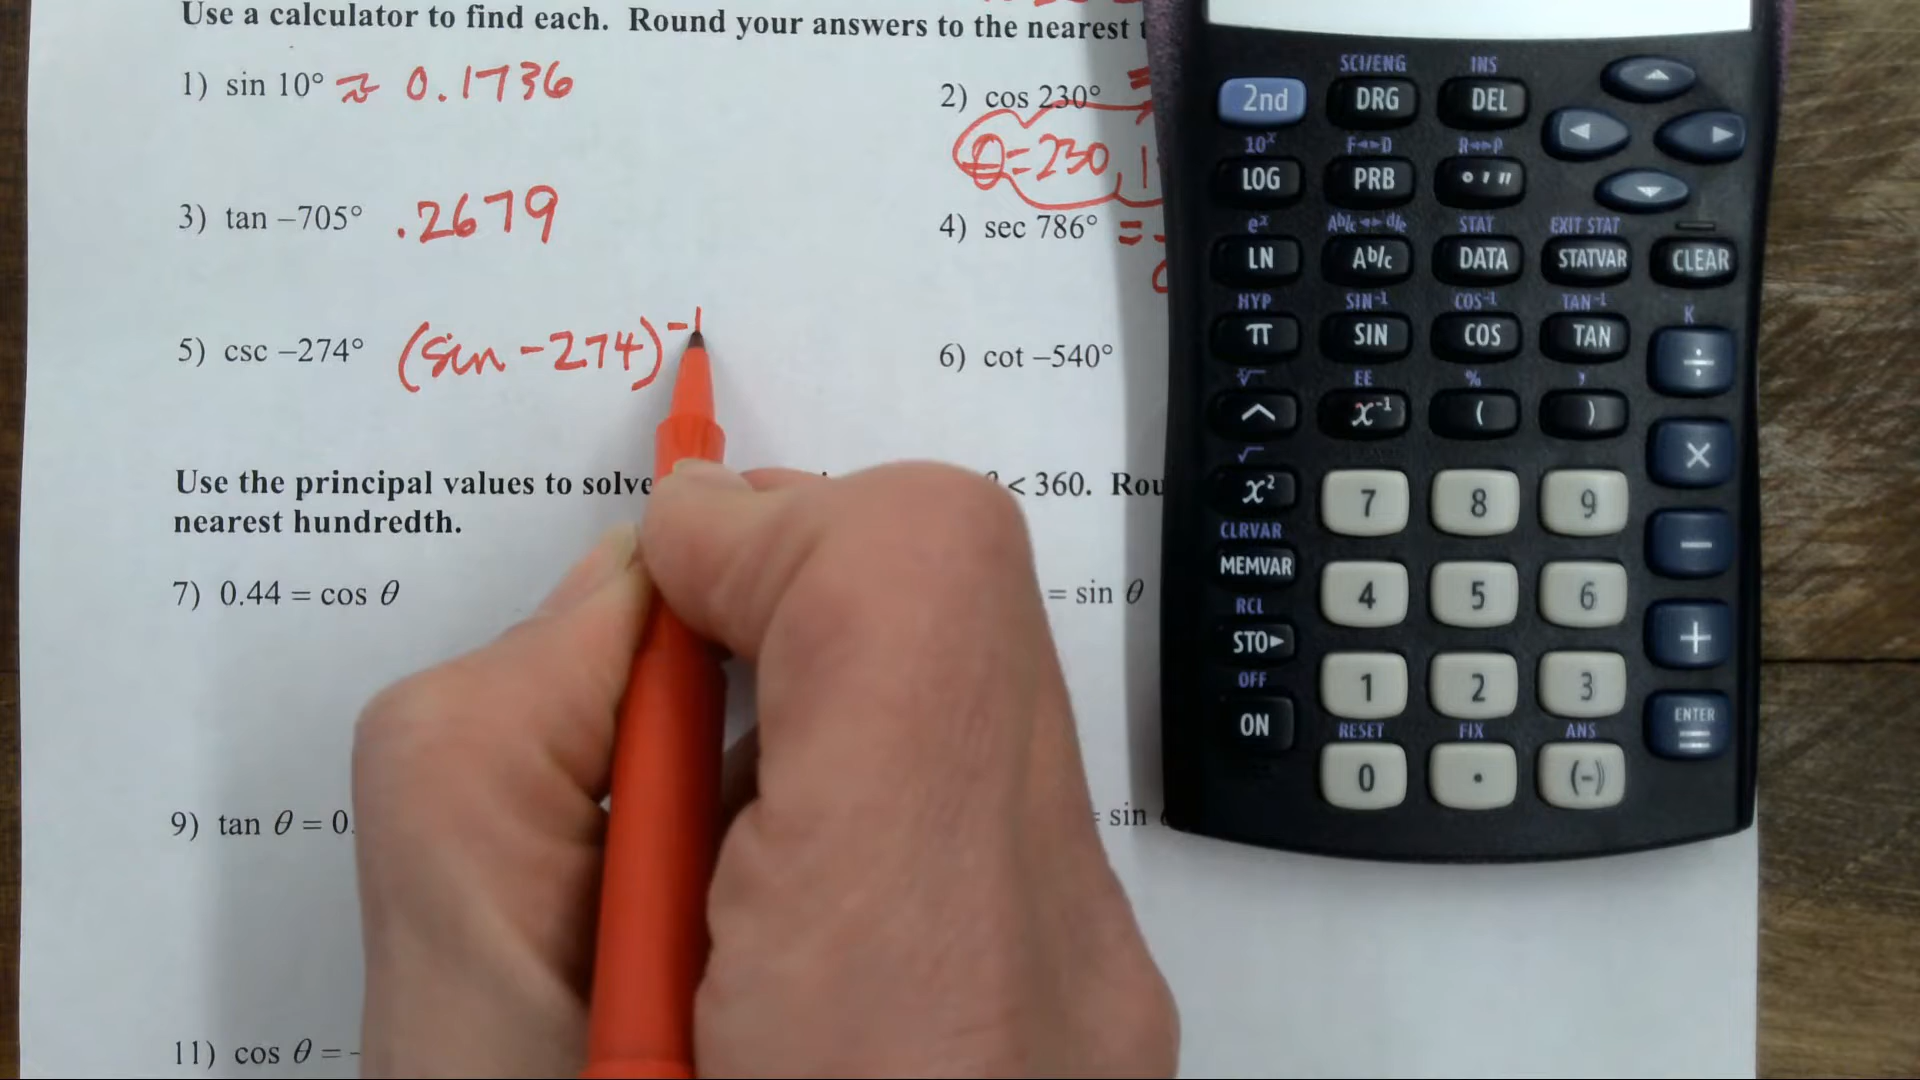 Use a calculator to find each. Round your answers to the nearest
1) sin 10° ≈ 0.1736
2) cos 230° =
θ = 230,
3) tan –705° .2679
4) sec 786° =
5) csc –274° (sin -274)⁻¹
6) cot –540°
Use the principal values to solve < 360. Rou
nearest hundredth.
7) 0.44 = cos θ
= sin θ
9) tan θ = 0.
= sin
11) cos θ = -
SCI/ENG INS
2nd DRG DEL
10ˣ F◄►D R◄►P
LOG PRB ° ′ ″
eˣ Ab/c ◄► d/e STAT EXIT STAT
LN Ab/c DATA STATVAR CLEAR
HYP SIN⁻¹ COS⁻¹ TAN⁻¹ K
π SIN COS TAN ÷
ˣ√ EE % ,
^ x⁻¹ ( )
√
x² 7 8 9 ×
CLRVAR
MEMVAR 4 5 6 −
RCL
STO► 1 2 3 +
OFF
ON 0 . (-) ENTER =
RESET FIX ANS